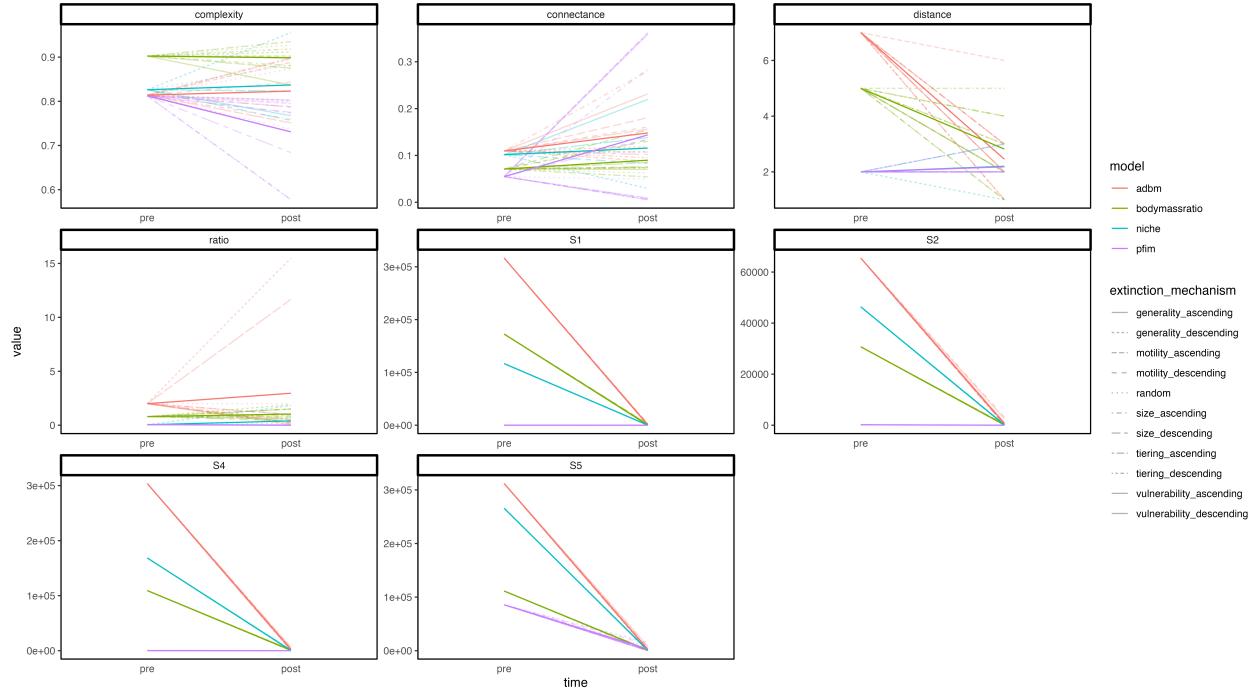 complexity
connectance
distance
0.9
0.8
0.7
0.6
0.3
0.2
0.1
0.0
6
4
2
pre
post
pre
post
pre
post
ratio
S1
S2
15
10
5
0
3e+05
2e+05
1e+05
0e+00
60000
40000
20000
0
pre
post
pre
post
pre
post
S4
S5
3e+05
2e+05
1e+05
0e+00
3e+05
2e+05
1e+05
0e+00
pre
post
pre
post
value
time
model
adbm
bodymassratio
niche
pfim
extinction_mechanism
generality_ascending
generality_descending
motility_ascending
motility_descending
random
size_ascending
size_descending
tiering_ascending
tiering_descending
vulnerability_ascending
vulnerability_descending